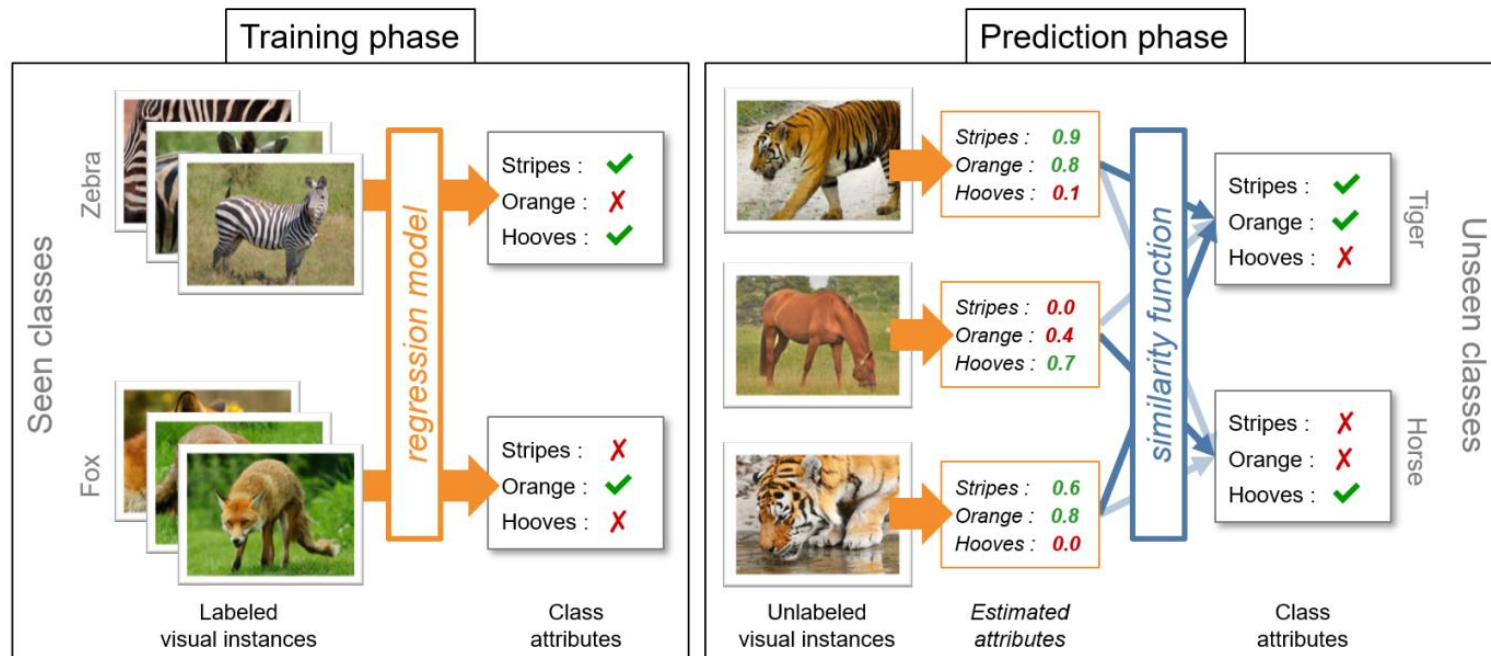 Training phase
Seen classes
Zebra
Fox
regression model
Stripes : ✔
Orange : ✗
Hooves : ✔
Stripes : ✗
Orange : ✔
Hooves : ✗
Labeled
visual instances
Class
attributes
Prediction phase
Stripes : 0.9
Orange : 0.8
Hooves : 0.1
Stripes : 0.0
Orange : 0.4
Hooves : 0.7
Stripes : 0.6
Orange : 0.8
Hooves : 0.0
similarity function
Stripes : ✔
Orange : ✔
Hooves : ✗
Stripes : ✗
Orange : ✗
Hooves : ✔
Tiger
Horse
Unseen classes
Unlabeled
visual instances
Estimated
attributes
Class
attributes